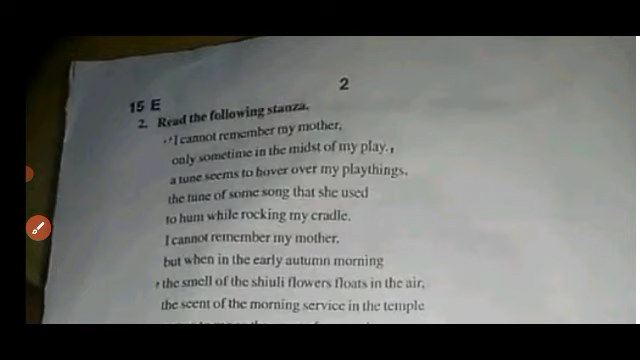 2
15 E
2. Read the following stanza.
I cannot remember my mother,
only sometime in the midst of my play,
a tune seems to hover over my playthings,
the tune of some song that she used
to hum while rocking my cradle.
I cannot remember my mother,
but when in the early autumn morning
the smell of the shiuli flowers floats in the air,
the scent of the morning service in the temple